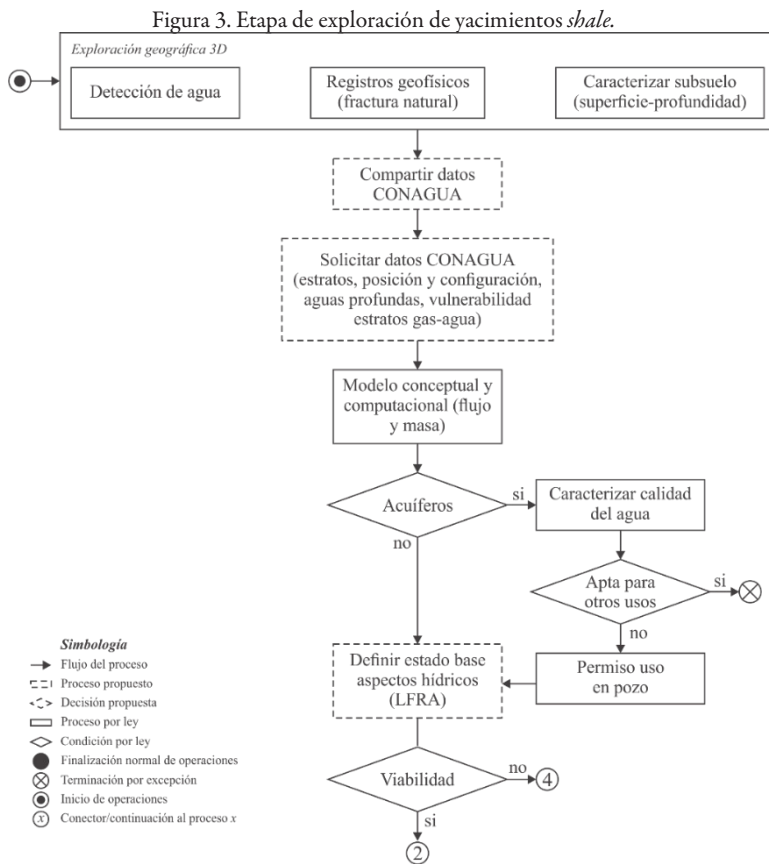 Figura 3. Etapa de exploración de yacimientos shale.
Exploración geográfica 3D
Detección de agua
Registros geofísicos
(fractura natural)
Caracterizar subsuelo
(superficie-profundidad)
Compartir datos
CONAGUA
Solicitar datos CONAGUA
(estratos, posición y configuración,
aguas profundas, vulnerabilidad
estratos gas-agua)
Modelo conceptual y
computacional (flujo
y masa)
Acuíferos
si
no
Caracterizar calidad
del agua
Apta para
otros usos
si
no
Permiso uso
en pozo
Definir estado base
aspectos hídricos
(LFRA)
Viabilidad
no
4
si
2
Simbología
Flujo del proceso
Proceso propuesto
Decisión propuesta
Proceso por ley
Condición por ley
Finalización normal de operaciones
Terminación por excepción
Inicio de operaciones
x Conector/continuación al proceso x